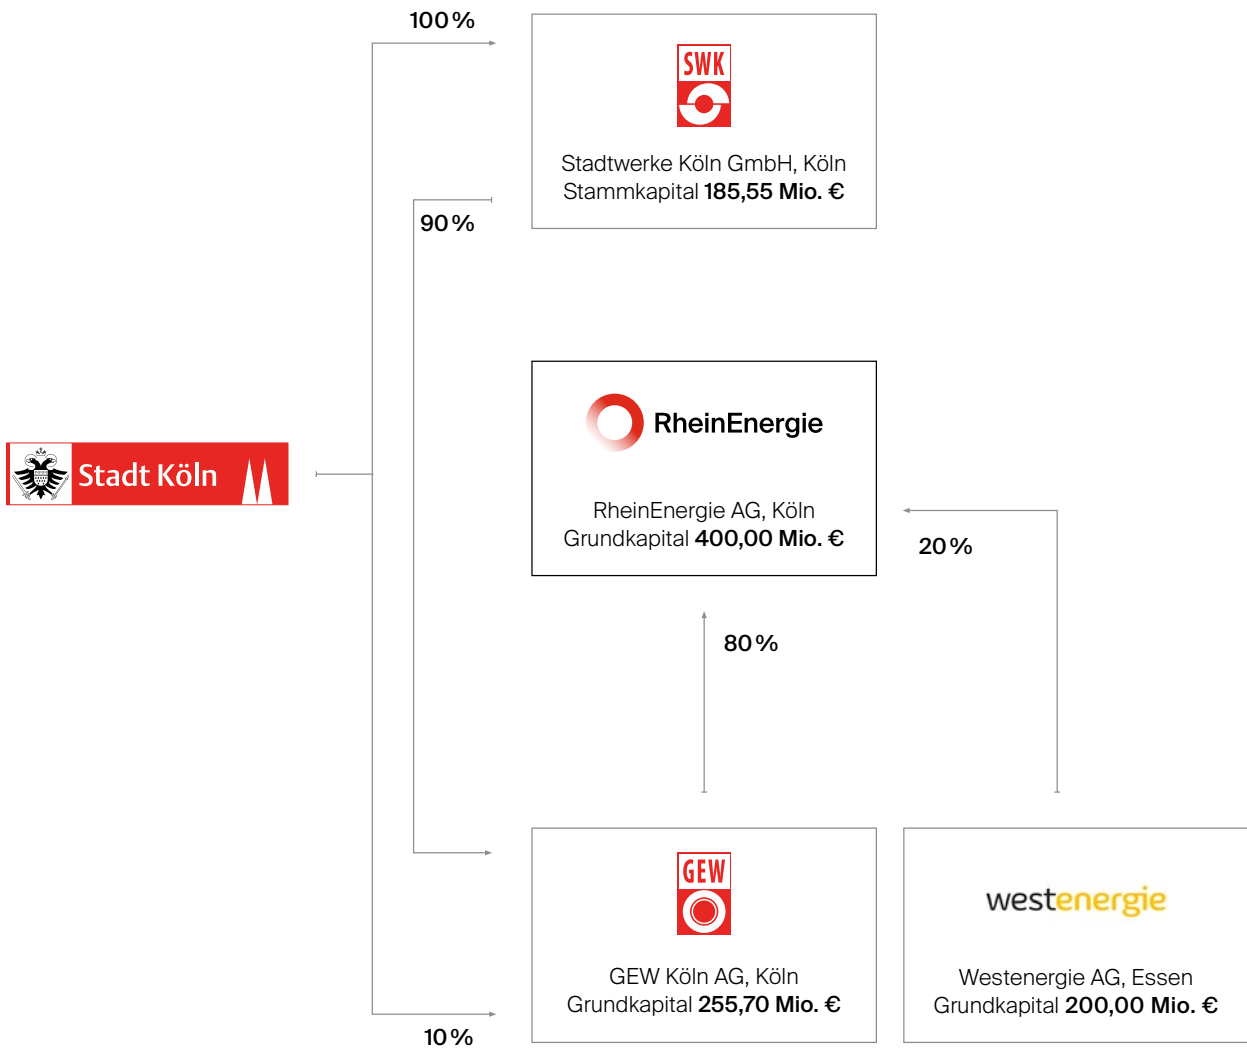 100 %
SWK
Stadtwerke Köln GmbH, Köln
Stammkapital 185,55 Mio. €
90 %
RheinEnergie
Stadt Köln
RheinEnergie AG, Köln
Grundkapital 400,00 Mio. €
20 %
80 %
GEW
westenergie
GEW Köln AG, Köln
Grundkapital 255,70 Mio. €
Westenergie AG, Essen
Grundkapital 200,00 Mio. €
10 %